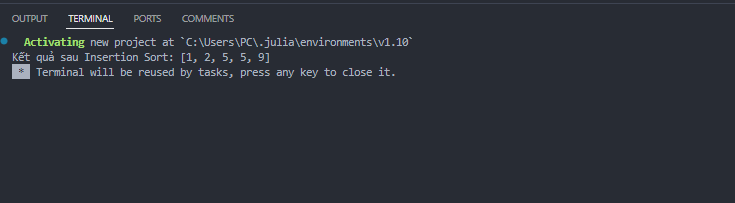 OUTPUT TERMINAL PORTS COMMENTS
Activating new project at `C:\Users\PC\.julia\environments\v1.10`
Kết quả sau Insertion Sort: [1, 2, 5, 5, 9]
* Terminal will be reused by tasks, press any key to close it.